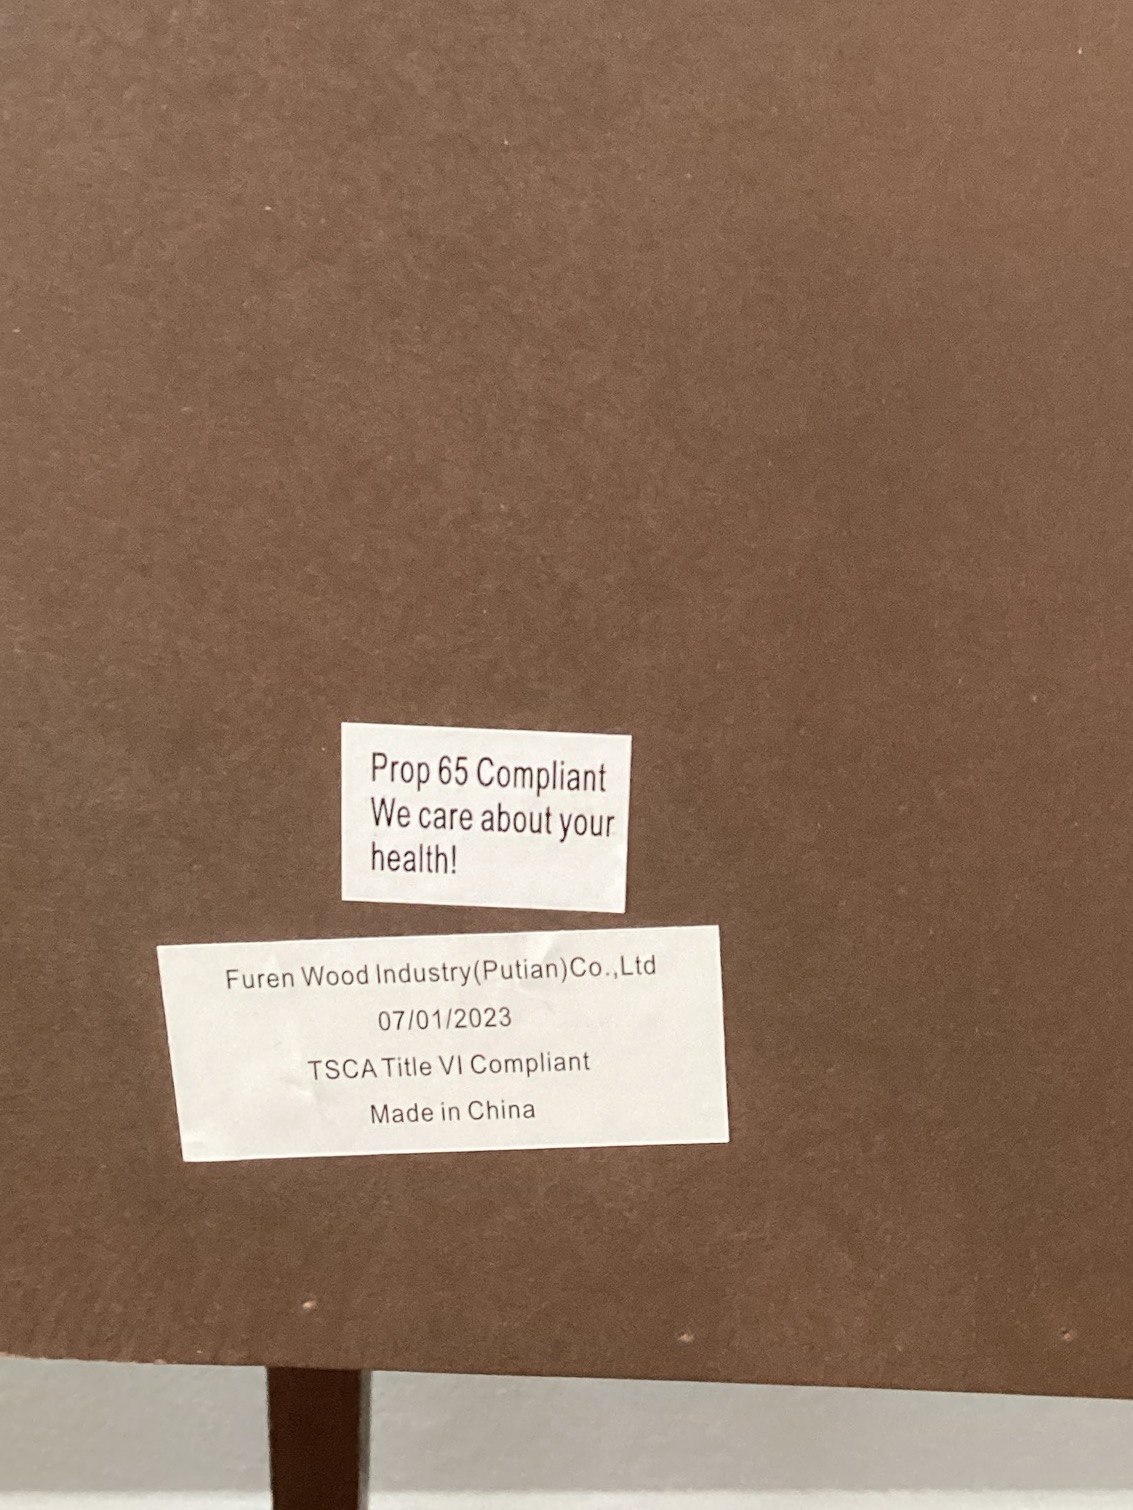 Prop 65 Compliant
We care about your
health!
Furen Wood Industry(Putian)Co.,Ltd
07/01/2023
TSCA Title VI Compliant
Made in China